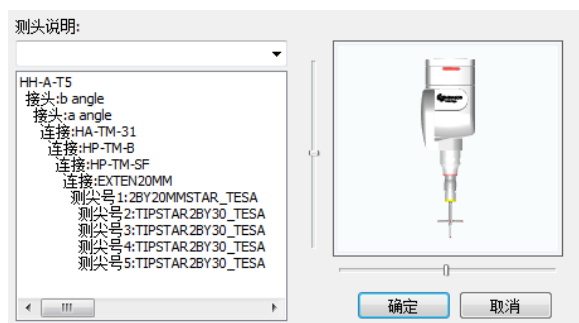 测头说明:
HH-A-T5
接头:b angle
接头:a angle
连接:HA-TM-31
连接:HP-TM-B
连接:HP-TM-SF
连接:EXTEN20MM
测尖号1:2BY20MMSTAR_TESA
测尖号2:TIPSTAR2BY30_TESA
测尖号3:TIPSTAR2BY30_TESA
测尖号4:TIPSTAR2BY30_TESA
测尖号5:TIPSTAR2BY30_TESA
确定
取消